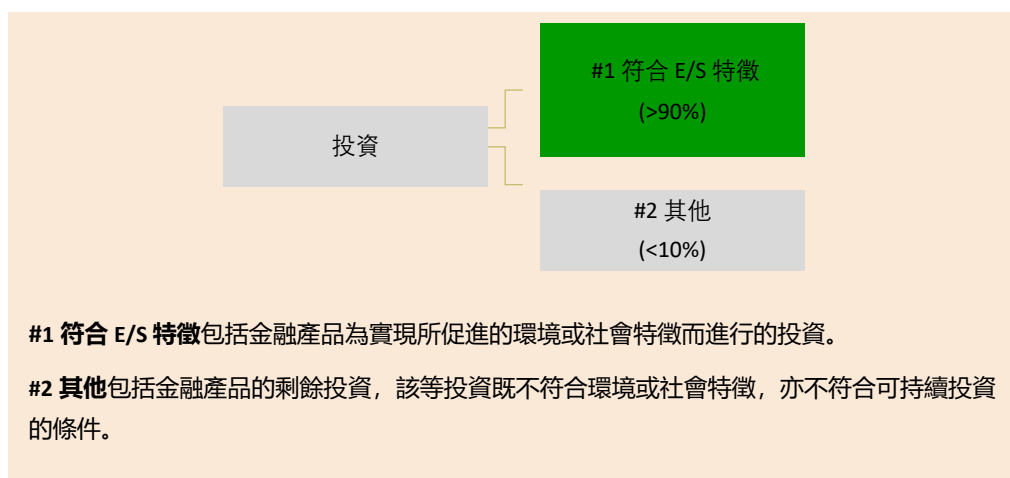 #1 符合 E/S 特徵
(>90%)
投資
#2 其他
(<10%)
#1 符合 E/S 特徵包括金融產品為實現所促進的環境或社會特徵而進行的投資。
#2 其他包括金融產品的剩餘投資，該等投資既不符合環境或社會特徵，亦不符合可持續投資
的條件。